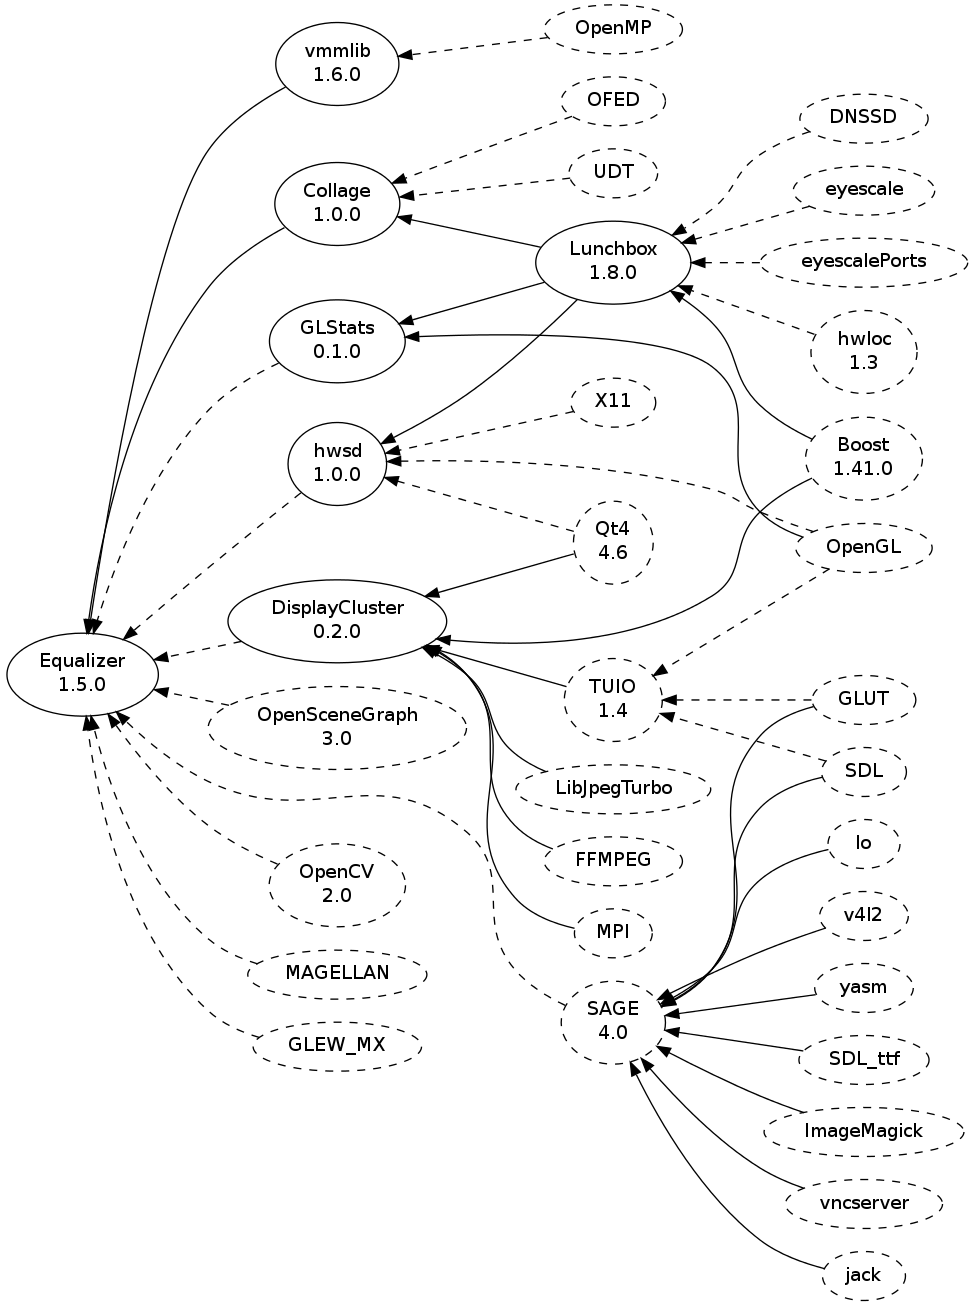 OpenMP
vmmlib
1.6.0
OFED
DNSSD
UDT
Collage
1.0.0
eyescale
Lunchbox
1.8.0
eyescalePorts
GLStats
0.1.0
hwloc
1.3
X11
hwsd
1.0.0
Boost
1.41.0
Qt4
4.6
OpenGL
DisplayCluster
0.2.0
Equalizer
1.5.0
TUIO
1.4
GLUT
OpenSceneGraph
3.0
SDL
LibJpegTurbo
lo
FFMPEG
OpenCV
2.0
v4l2
MPI
MAGELLAN
yasm
SAGE
4.0
GLEW_MX
SDL_ttf
ImageMagick
vncserver
jack